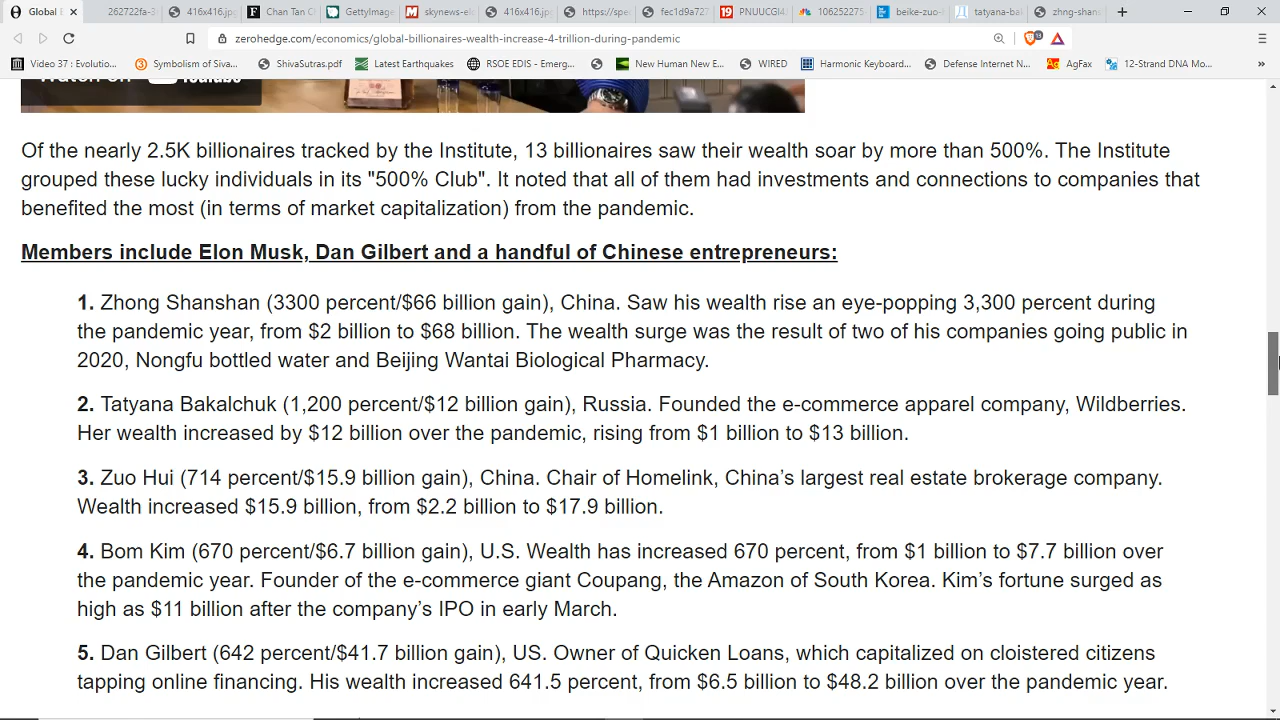 Global B
262722fa-3
416x416.jpg
Chan Tan C
GettyImage
skynews-el
416x416.jp
https://spe
fec1d9a727
PNUUCGI4
106252275
beike-zuo-
tatyana-bal
zhng-shan
zerohedge.com/economics/global-billionaires-wealth-increase-4-trillion-during-pandemic
Video 37 : Evolutio...
Symbolism of Siva...
ShivaSutras.pdf
Latest Earthquakes
RSOE EDIS - Emerg...
New Human New E...
WIRED
Harmonic Keyboard...
Defense Internet N...
AgFax
12-Strand DNA Mo...
Of the nearly 2.5K billionaires tracked by the Institute, 13 billionaires saw their wealth soar by more than 500%. The Institute
grouped these lucky individuals in its "500% Club". It noted that all of them had investments and connections to companies that
benefited the most (in terms of market capitalization) from the pandemic.
Members include Elon Musk, Dan Gilbert and a handful of Chinese entrepreneurs:
1. Zhong Shanshan (3300 percent/$66 billion gain), China. Saw his wealth rise an eye-popping 3,300 percent during
the pandemic year, from $2 billion to $68 billion. The wealth surge was the result of two of his companies going public in
2020, Nongfu bottled water and Beijing Wantai Biological Pharmacy.
2. Tatyana Bakalchuk (1,200 percent/$12 billion gain), Russia. Founded the e-commerce apparel company, Wildberries.
Her wealth increased by $12 billion over the pandemic, rising from $1 billion to $13 billion.
3. Zuo Hui (714 percent/$15.9 billion gain), China. Chair of Homelink, China’s largest real estate brokerage company.
Wealth increased $15.9 billion, from $2.2 billion to $17.9 billion.
4. Bom Kim (670 percent/$6.7 billion gain), U.S. Wealth has increased 670 percent, from $1 billion to $7.7 billion over
the pandemic year. Founder of the e-commerce giant Coupang, the Amazon of South Korea. Kim’s fortune surged as
high as $11 billion after the company’s IPO in early March.
5. Dan Gilbert (642 percent/$41.7 billion gain), US. Owner of Quicken Loans, which capitalized on cloistered citizens
tapping online financing. His wealth increased 641.5 percent, from $6.5 billion to $48.2 billion over the pandemic year.